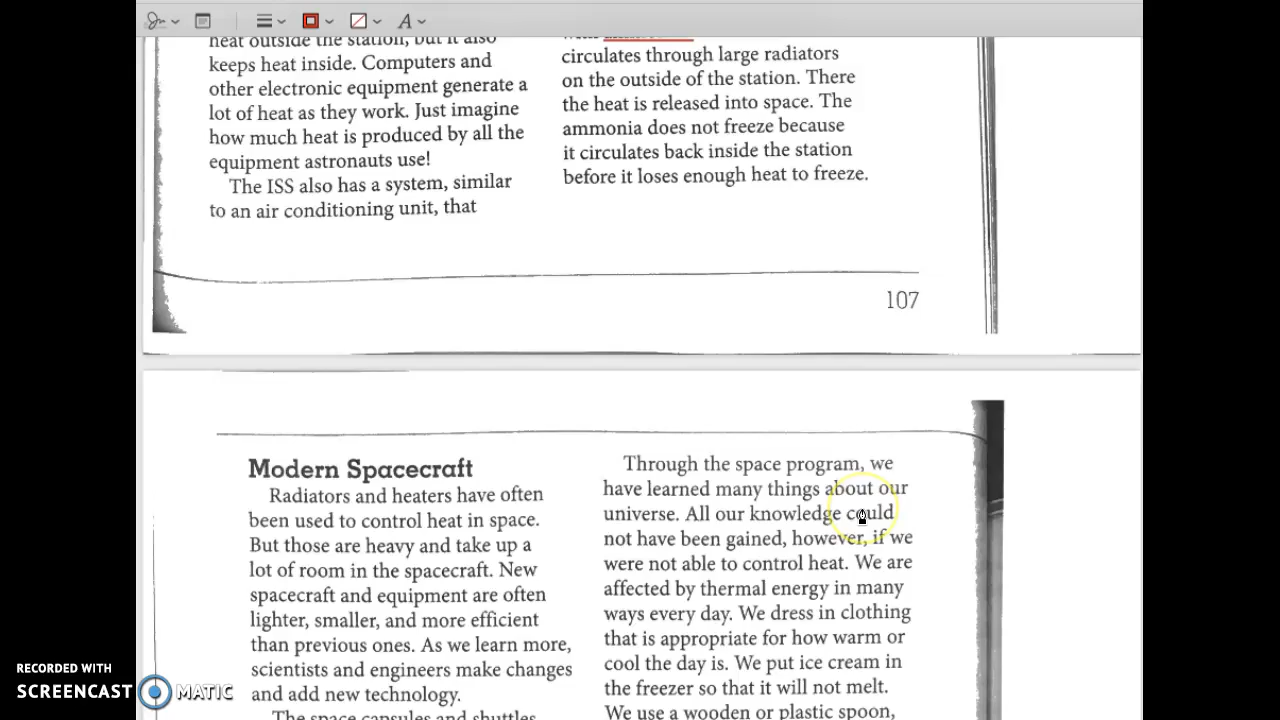 A
heat outside the station, but it also
keeps heat inside. Computers and
other electronic equipment generate a
lot of heat as they work. Just imagine
how much heat is produced by all the
equipment astronauts use!
The ISS also has a system, similar
to an air conditioning unit, that
circulates through large radiators
on the outside of the station. There
the heat is released into space. The
ammonia does not freeze because
it circulates back inside the station
before it loses enough heat to freeze.
107
Modern Spacecraft
Radiators and heaters have often
been used to control heat in space.
But those are heavy and take up a
lot of room in the spacecraft. New
spacecraft and equipment are often
lighter, smaller, and more efficient
than previous ones. As we learn more,
scientists and engineers make changes
and add new technology.
The space capsules and shuttles
Through the space program, we
have learned many things about our
universe. All our knowledge could
not have been gained, however, if we
were not able to control heat. We are
affected by thermal energy in many
ways every day. We dress in clothing
that is appropriate for how warm or
cool the day is. We put ice cream in
the freezer so that it will not melt.
We use a wooden or plastic spoon,
RECORDED WITH
SCREENCAST MATIC